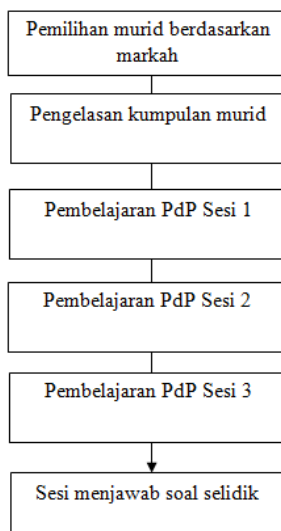 Pemilihan murid berdasarkan
markah
Pengelasan kumpulan murid
Pembelajaran PdP Sesi 1
Pembelajaran PdP Sesi 2
Pembelajaran PdP Sesi 3
Sesi menjawab soal selidik